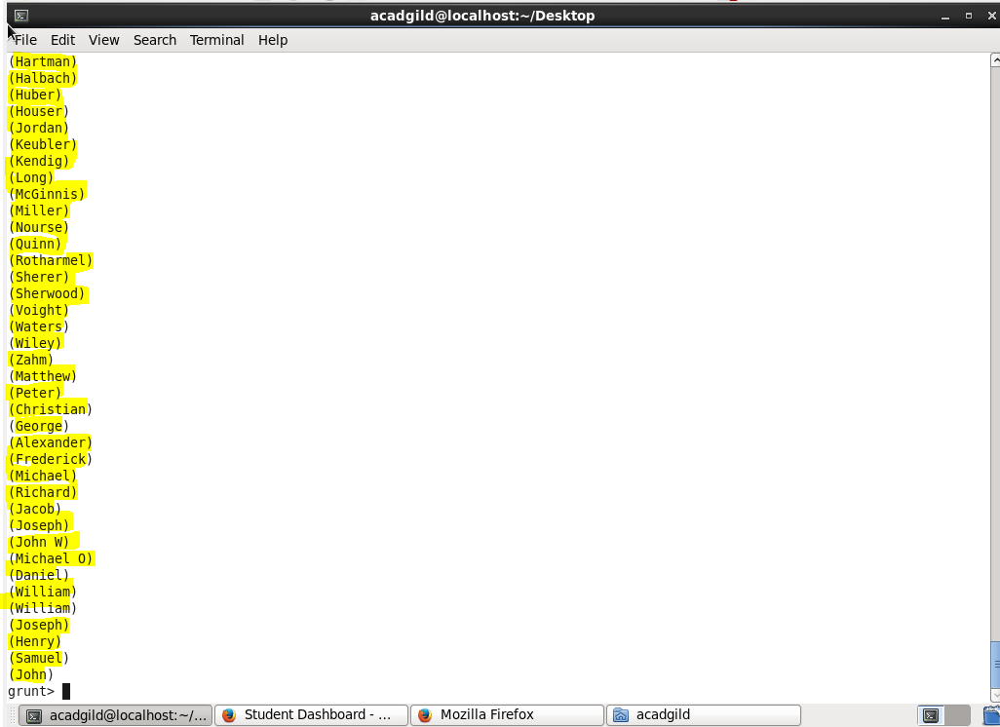 acadgild@localhost:~/Desktop
File Edit View Search Terminal Help
(Hartman)
(Halbach)
(Huber)
(Houser)
(Jordan)
(Keubler)
(Kendig)
(Long)
(McGinnis)
(Miller)
(Nourse)
(Quinn)
(Rotharmel)
(Sherer)
(Sherwood)
(Voight)
(Waters)
(Wiley)
(Zahm)
(Matthew)
(Peter)
(Christian)
(George)
(Alexander)
(Frederick)
(Michael)
(Richard)
(Jacob)
(Joseph)
(John W)
(Michael O)
(Daniel)
(William)
(William)
(Joseph)
(Henry)
(Samuel)
(John)
grunt>
acadgild@localhost:~/... Student Dashboard - ... Mozilla Firefox acadgild